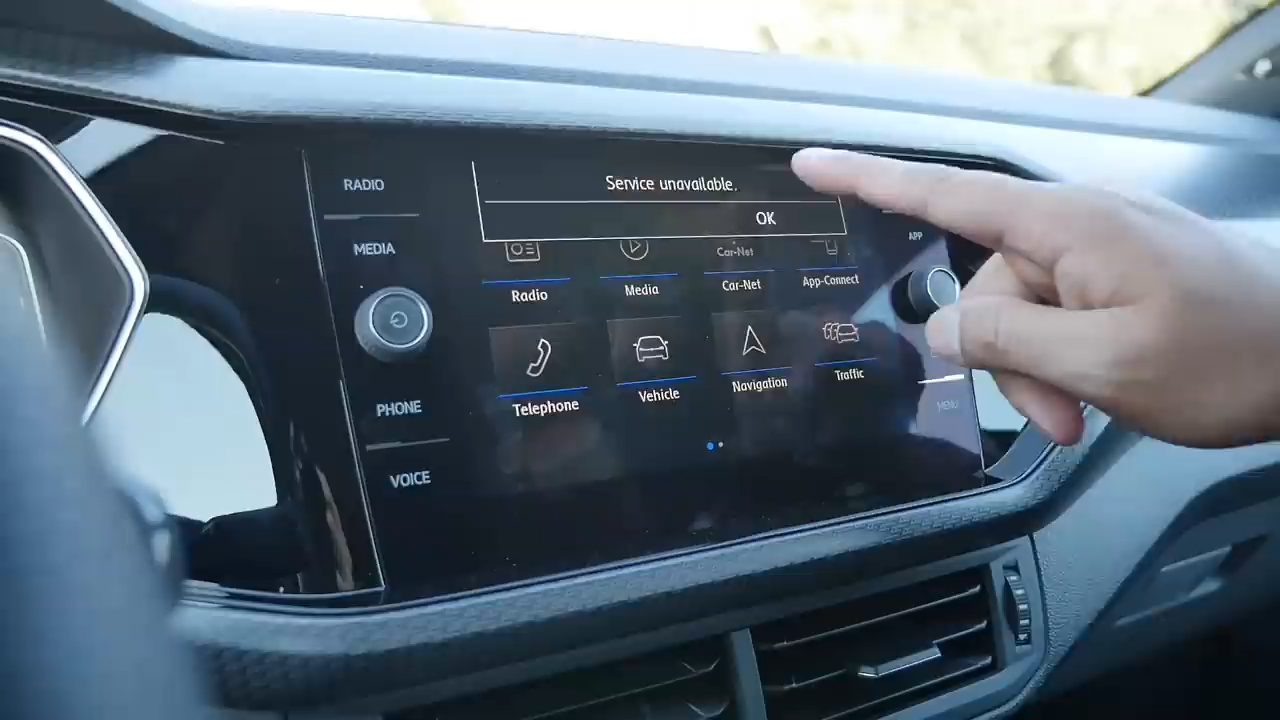 RADIO
MEDIA
PHONE
VOICE
Service unavailable.
OK
Radio
Media
Car-Net
Car-Net
App-Connect
Telephone
Vehicle
Navigation
Traffic
APP
MENU